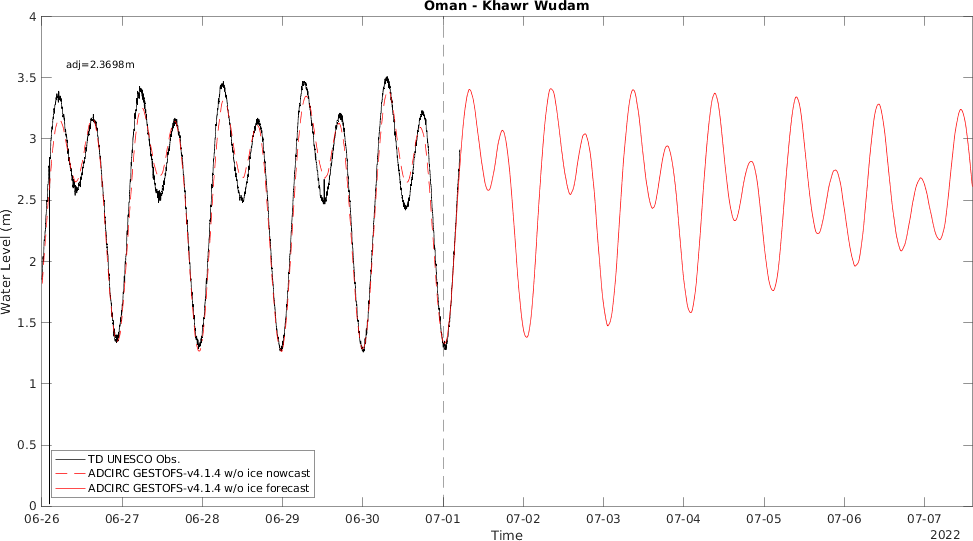 Oman - Khawr Wudam
adj=2.3698m
4
3.5
3
2.5
2
1.5
1
0.5
0
Water Level (m)
TD UNESCO Obs.
ADCIRC GESTOFS-v4.1.4 w/o ice nowcast
ADCIRC GESTOFS-v4.1.4 w/o ice forecast
06-26 06-27 06-28 06-29 06-30 07-01 07-02 07-03 07-04 07-05 07-06 07-07
Time
2022